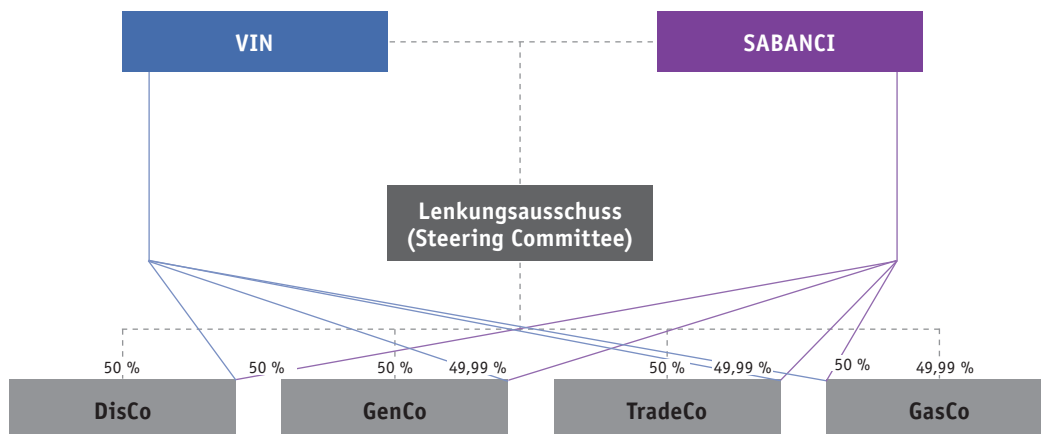 VIN
SABANCI
Lenkungsausschuss
(Steering Committee)
50 %
50 %
50 %
49,99 %
50 %
49,99 %
50 %
49,99 %
DisCo
GenCo
TradeCo
GasCo